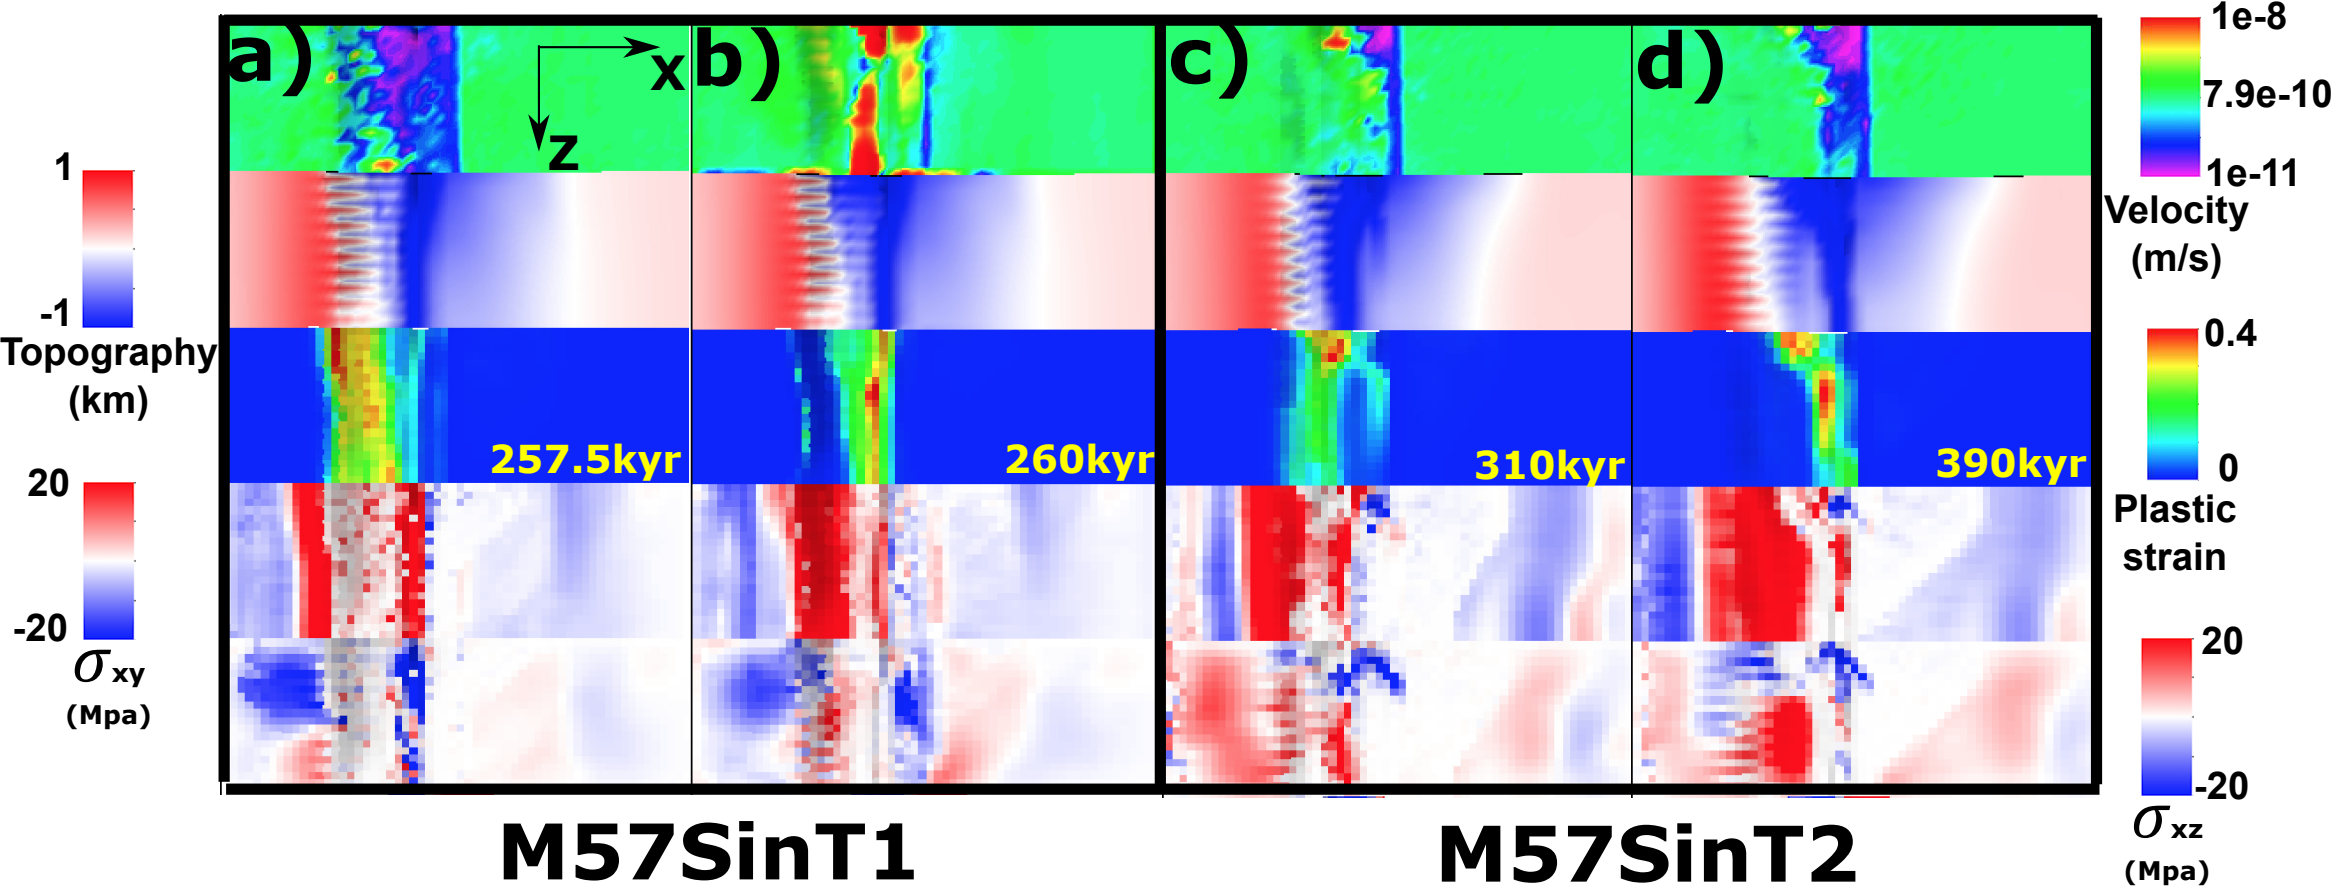 a)
x
z
b)
c)
d)
1e-8
7.9e-10
1e-11
Velocity
(m/s)
1
-1
Topography
(km)
257.5kyr
260kyr
310kyr
390kyr
0.4
0
Plastic
strain
20
-20
σxy
(Mpa)
20
-20
σxz
(Mpa)
M57SinT1
M57SinT2